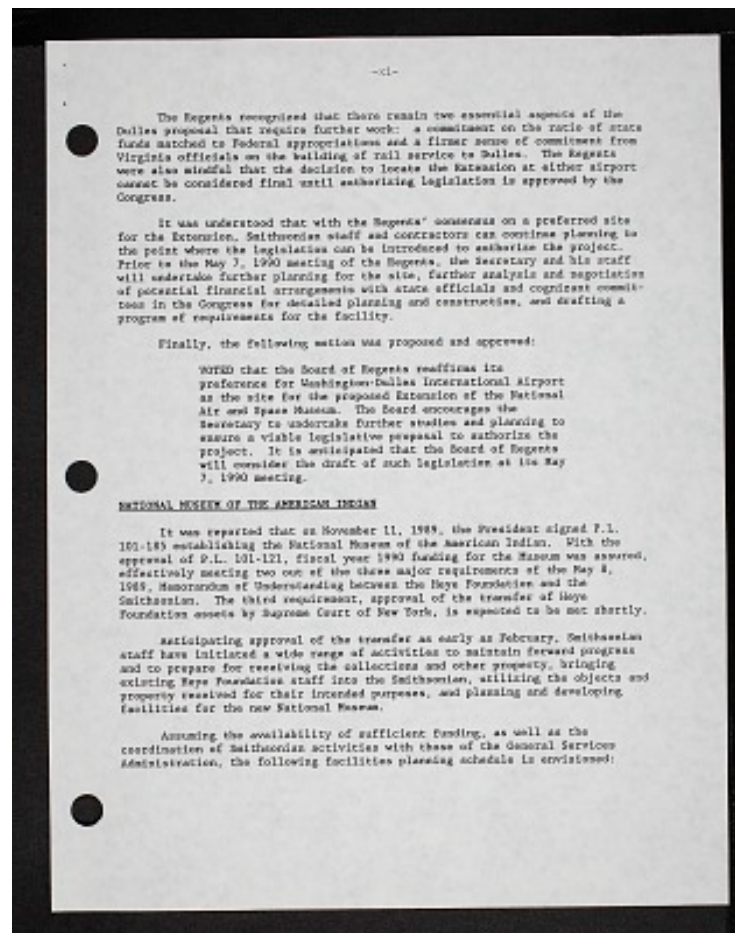 -xi-
The Regents recognized that there remain two essential aspects of the
Dulles proposal that require further work: a commitment on the ratio of state
funds matched to Federal appropriations and a firmer sense of commitment from
Virginia officials on the building of rail service to Dulles. The Regents
were also mindful that the decision to locate the Extension at either airport
cannot be considered final until authorizing legislation is approved by the
Congress.
It was understood that with the Regents' consensus on a preferred site
for the Extension, Smithsonian staff and contractors can continue planning to
the point where the legislation can be introduced to authorize the project.
Prior to the May 7, 1990 meeting of the Regents, the Secretary and his staff
will undertake further planning for the site, further analysis and negotiation
of potential financial arrangements with state officials and cognizant commit-
tees in the Congress for detailed planning and construction, and drafting a
program of requirements for the facility.
Finally, the following motion was proposed and approved:
VOTED that the Board of Regents reaffirms its
preference for Washington-Dulles International Airport
as the site for the proposed Extension of the National
Air and Space Museum. The Board encourages the
Secretary to undertake further studies and planning to
ensure a viable legislative proposal to authorize the
project. It is anticipated that the Board of Regents
will consider the draft of such legislation at its May
7, 1990 meeting.
NATIONAL MUSEUM OF THE AMERICAN INDIAN
It was reported that on November 11, 1989, the President signed P.L.
101-185 establishing the National Museum of the American Indian. With the
approval of P.L. 101-121, fiscal year 1990 funding for the Museum was assured,
effectively meeting two out of the three major requirements of the May 8,
1989, Memorandum of Understanding between the Heye Foundation and the
Smithsonian. The third requirement, approval of the transfer of Heye
Foundation assets by Supreme Court of New York, is expected to be met shortly.
Anticipating approval of the transfer as early as February, Smithsonian
staff have initiated a wide range of activities to maintain forward progress
and to prepare for receiving the collections and other property, bringing
existing Heye Foundation staff into the Smithsonian, utilizing the objects and
property received for their intended purposes, and planning and developing
facilities for the new National Museum.
Assuming the availability of sufficient funding, as well as the
coordination of Smithsonian activities with those of the General Services
Administration, the following facilities planning schedule is envisioned: